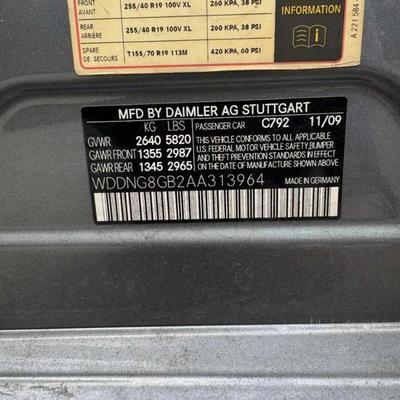 FRONT
AVANT 255/40 R19 100V XL 260 KPA, 38 PSI
REAR
ARRIÈRE 255/40 R19 100V XL 260 KPA, 38 PSI
SPARE
DE SECOURS T155/70 R19 113M 420 KPA, 60 PSI
INFORMATION
A 221 584
MFD BY DAIMLER AG STUTTGART
KG LBS PASSENGER CAR C792 11/09
GVWR 2640 5820
GAWR FRONT 1355 2987
GAWR REAR 1345 2965
THIS VEHICLE CONFORMS TO ALL APPLICABLE
U.S. FEDERAL MOTOR VEHICLE SAFETY, BUMPER
AND THEFT PREVENTION STANDARDS IN EFFECT
ON THE DATE OF MANUFACTURE SHOWN ABOVE.
WDDNG8GB2AA313964